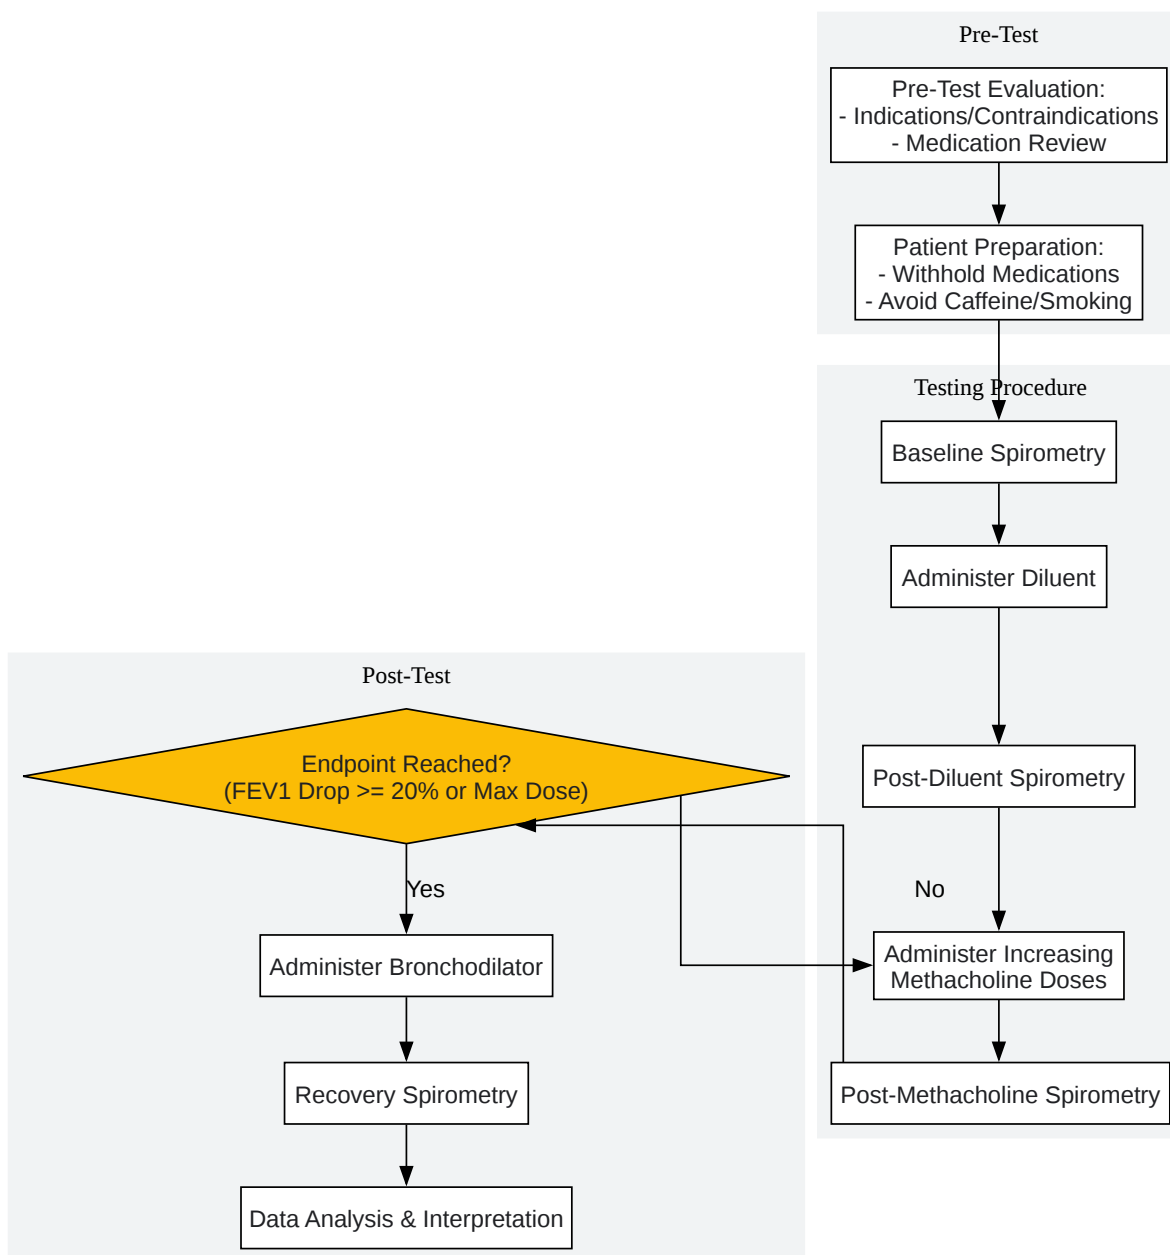 Pre-Test
Pre-Test Evaluation:
- Indications/Contraindications
- Medication Review
Patient Preparation:
- Withhold Medications
- Avoid Caffeine/Smoking
Testing Procedure
Baseline Spirometry
Administer Diluent
Post-Diluent Spirometry
No
Administer Increasing
Methacholine Doses
Post-Methacholine Spirometry
Post-Test
Endpoint Reached?
(FEV1 Drop >= 20% or Max Dose)
Yes
Administer Bronchodilator
Recovery Spirometry
Data Analysis & Interpretation